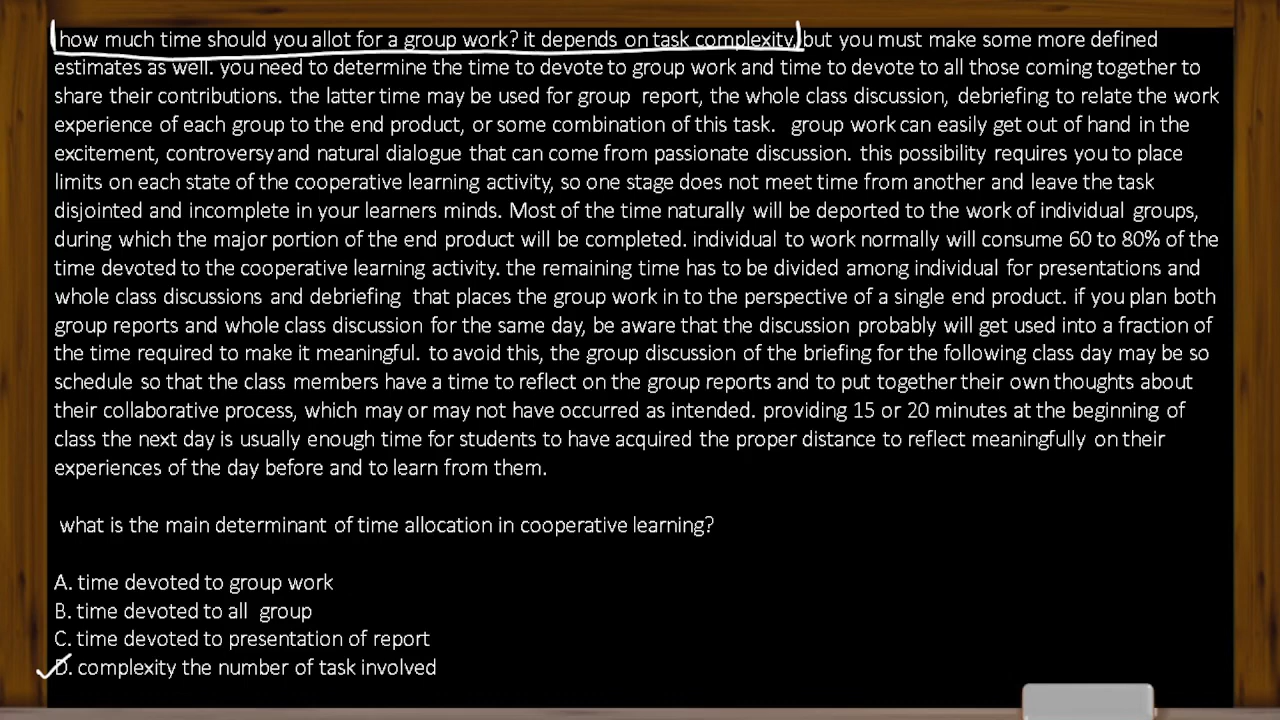 how much time should you allot for a group work? it depends on task complexity, but you must make some more defined
estimates as well. you need to determine the time to devote to group work and time to devote to all those coming together to
share their contributions. the latter time may be used for group report, the whole class discussion, debriefing to relate the work
experience of each group to the end product, or some combination of this task. group work can easily get out of hand in the
excitement, controversy and natural dialogue that can come from passionate discussion. this possibility requires you to place
limits on each state of the cooperative learning activity, so one stage does not meet time from another and leave the task
disjointed and incomplete in your learners minds. Most of the time naturally will be deported to the work of individual groups,
during which the major portion of the end product will be completed. individual to work normally will consume 60 to 80% of the
time devoted to the cooperative learning activity. the remaining time has to be divided among individual for presentations and
whole class discussions and debriefing that places the group work in to the perspective of a single end product. if you plan both
group reports and whole class discussion for the same day, be aware that the discussion probably will get used into a fraction of
the time required to make it meaningful. to avoid this, the group discussion of the briefing for the following class day may be so
schedule so that the class members have a time to reflect on the group reports and to put together their own thoughts about
their collaborative process, which may or may not have occurred as intended. providing 15 or 20 minutes at the beginning of
class the next day is usually enough time for students to have acquired the proper distance to reflect meaningfully on their
experiences of the day before and to learn from them.
what is the main determinant of time allocation in cooperative learning?
A. time devoted to group work
B. time devoted to all group
C. time devoted to presentation of report
D. complexity the number of task involved